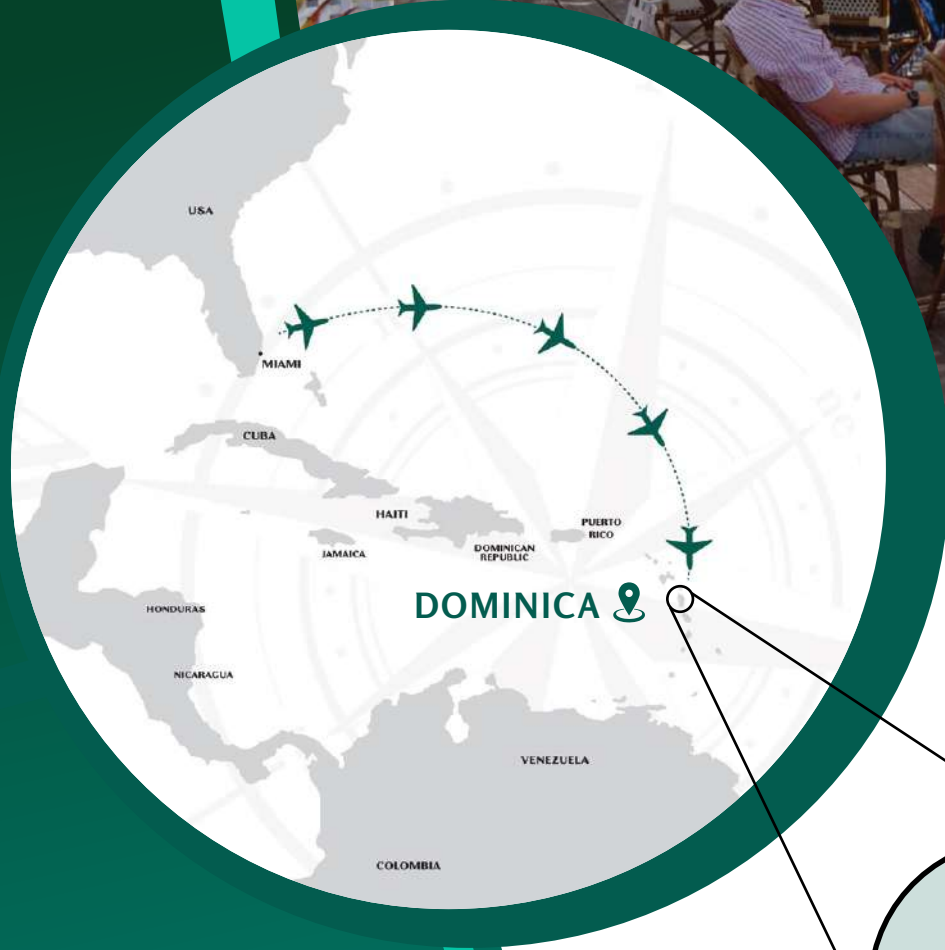 USA
MIAMI
CUBA
HAITI
JAMAICA
DOMINICAN
REPUBLIC
PUERTO
RICO
DOMINICA
HONDURAS
NICARAGUA
VENEZUELA
COLOMBIA